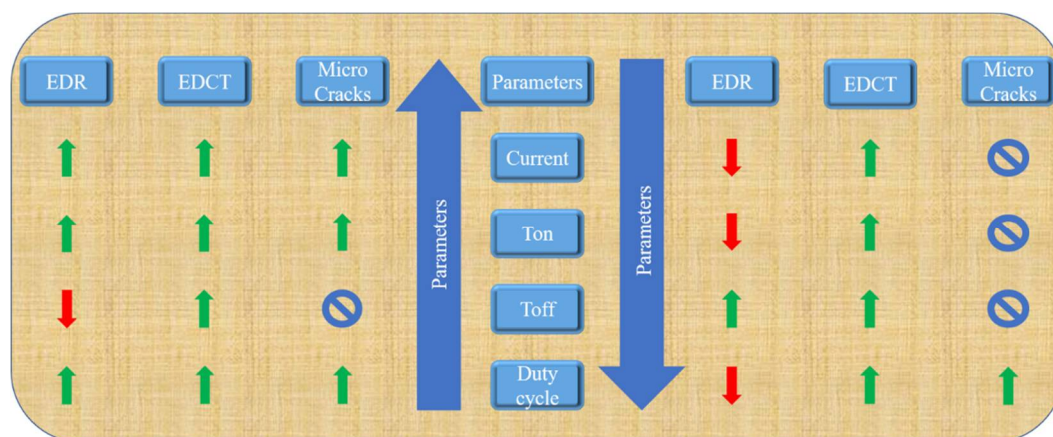 EDR
EDCT
Micro
Cracks
Parameters
EDR
EDCT
Micro
Cracks
Current
Parameters
Ton
Parameters
Toff
Duty
cycle